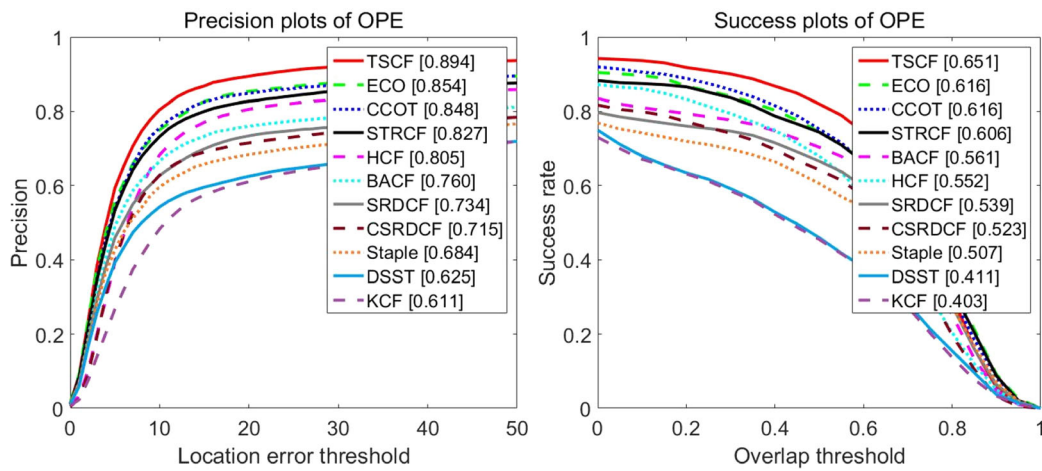 Precision plots of OPE
Precision
1
0.8
0.6
0.4
0.2
0
0
10
20
30
40
50
Location error threshold
TSCF [0.894]
ECO [0.854]
CCOT [0.848]
STRCF [0.827]
HCF [0.805]
BACF [0.760]
SRDCF [0.734]
CSRDCF [0.715]
Staple [0.684]
DSST [0.625]
KCF [0.611]
Success plots of OPE
Success rate
1
0.8
0.6
0.4
0.2
0
0
0.2
0.4
0.6
0.8
1
Overlap threshold
TSCF [0.651]
ECO [0.616]
CCOT [0.616]
STRCF [0.606]
BACF [0.561]
HCF [0.552]
SRDCF [0.539]
CSRDCF [0.523]
Staple [0.507]
DSST [0.411]
KCF [0.403]